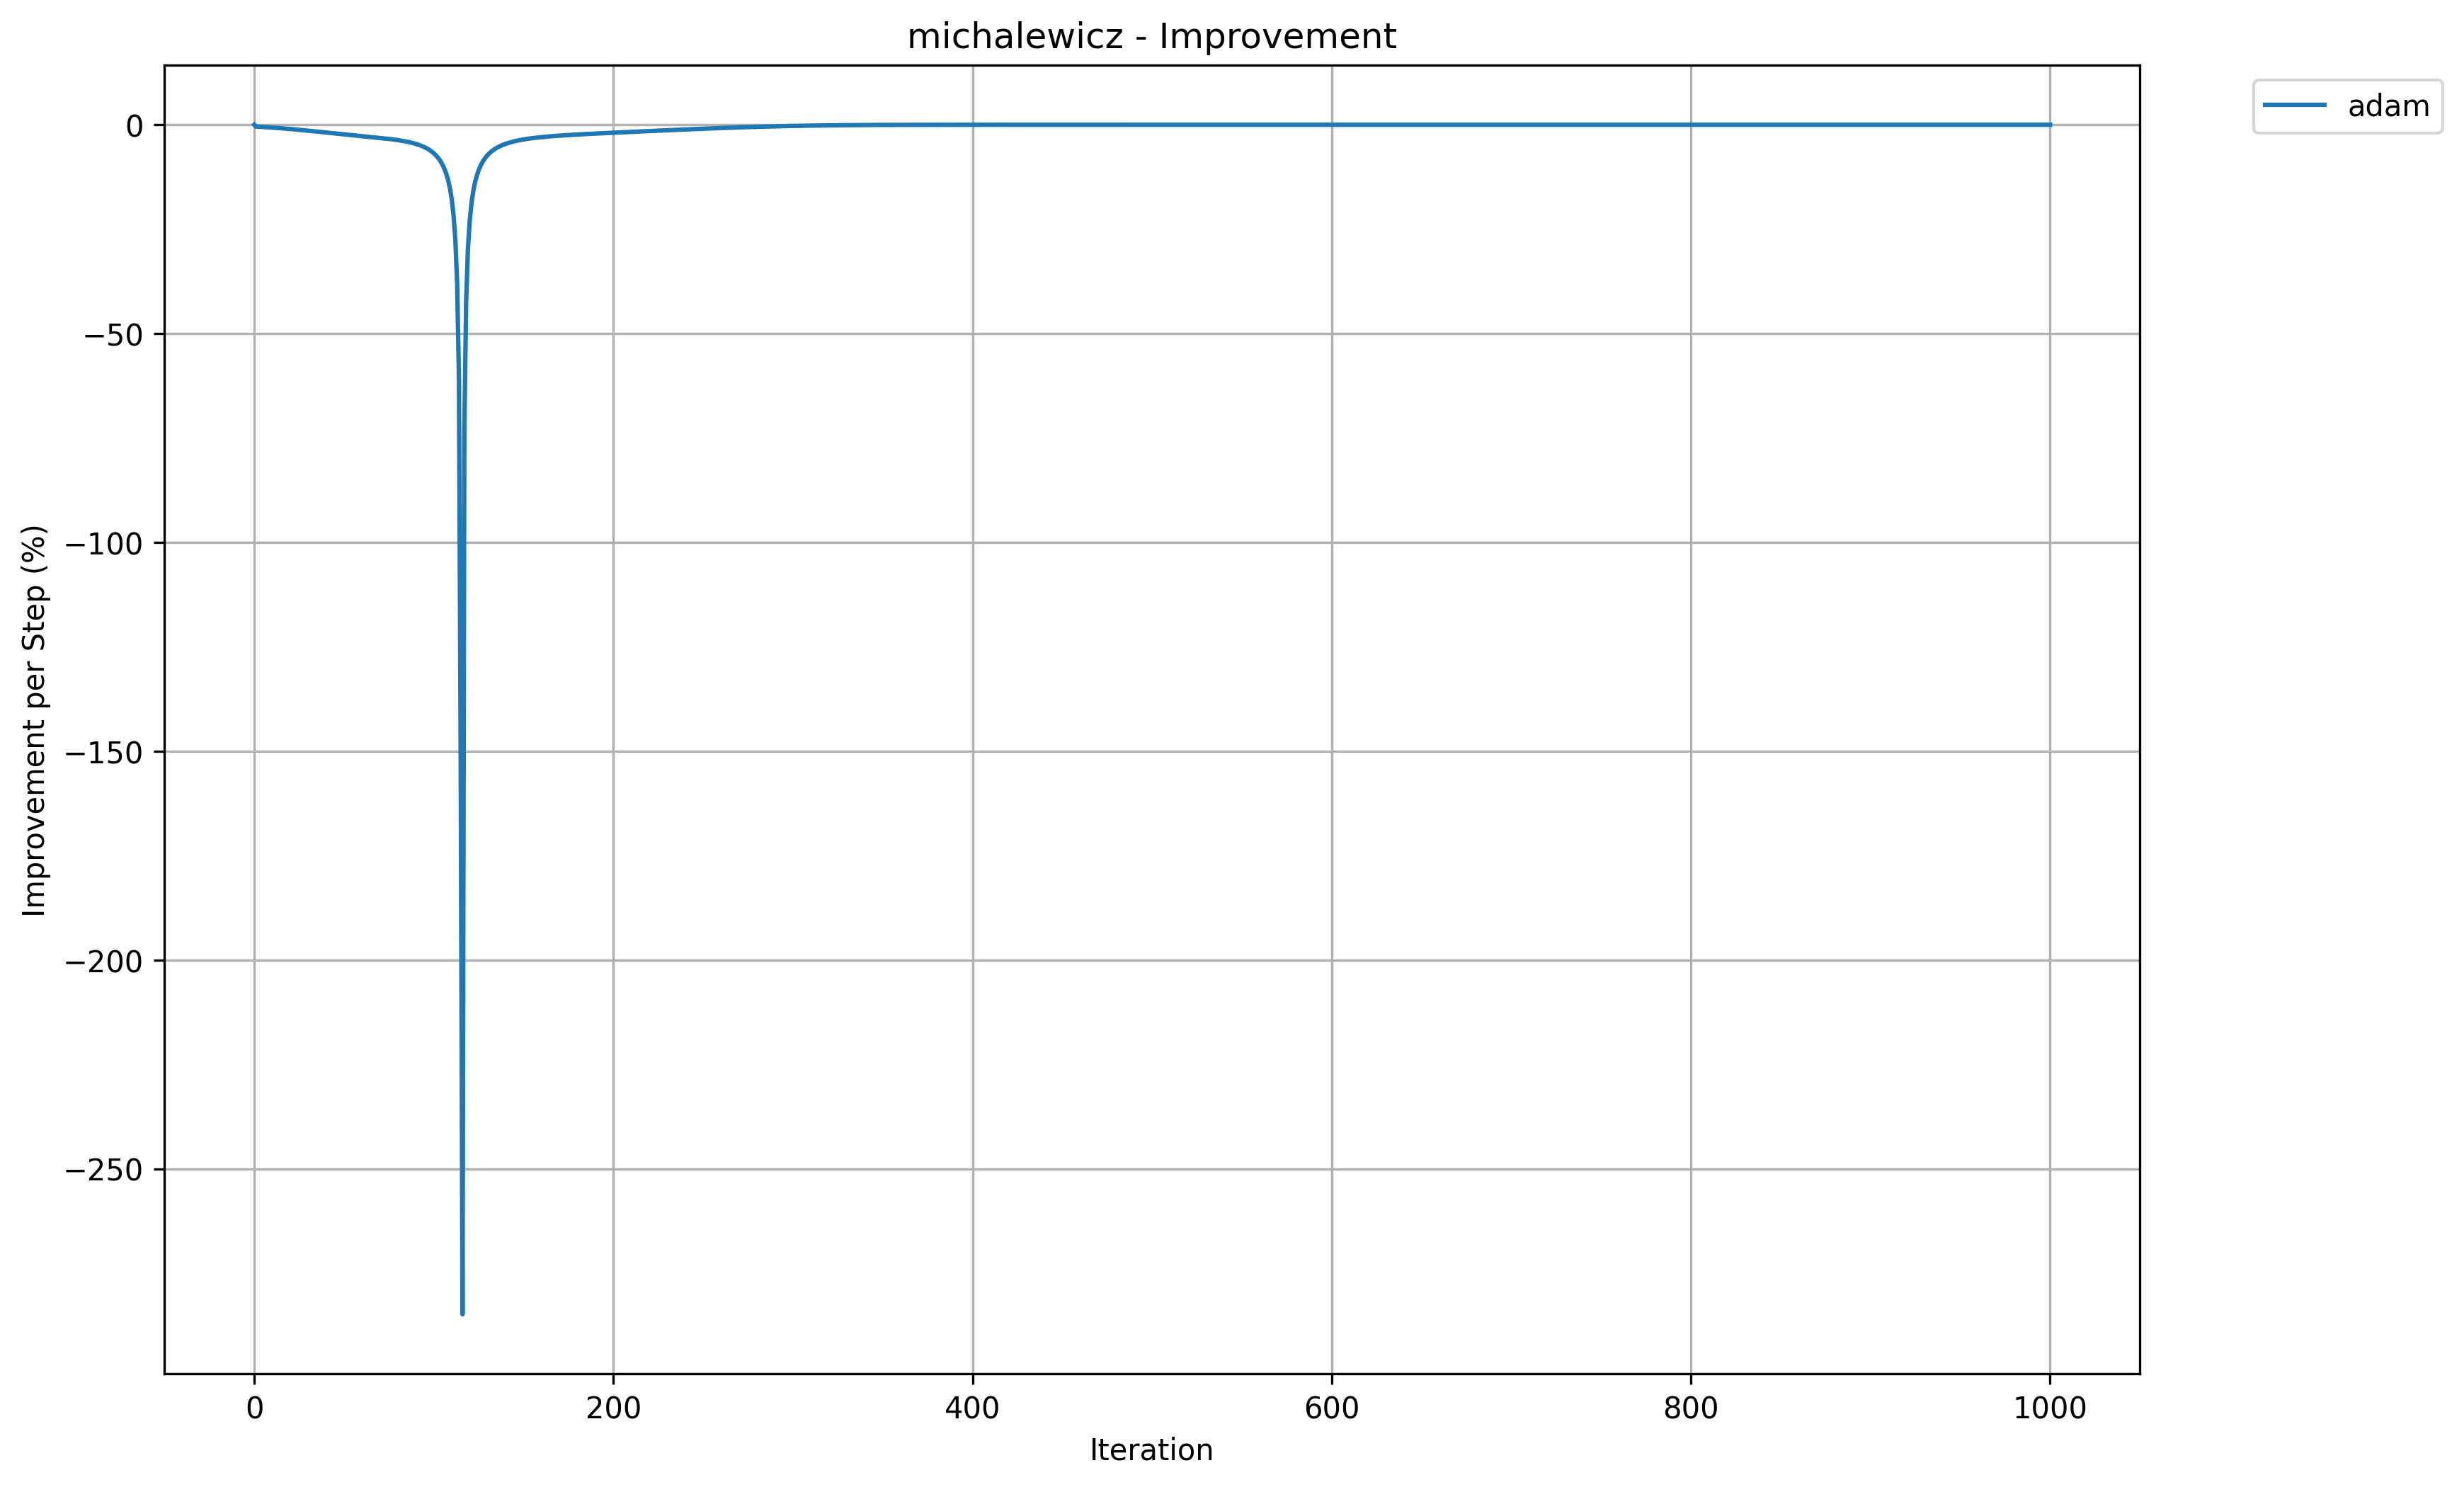 michalewicz - Improvement
adam
Improvement per Step (%)
0
−50
−100
−150
−200
−250
0 200 400 600 800 1000
Iteration